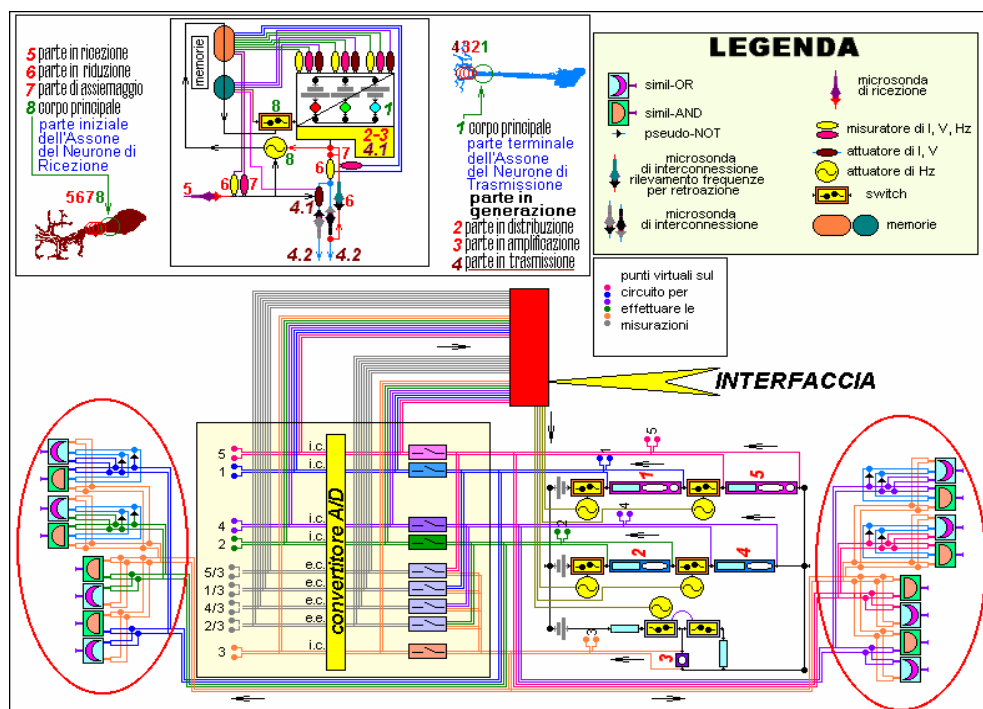 5 parte in ricezione
6 parte in riduzione
7 parte di assiemaggio
8 corpo principale
parte iniziale
dell'Assone
del Neurone di
Ricezione
5678
memorie
8
8
1
2-3
4.1
7
6
6
7
5
6
4.1
4.2
4.2
4321
1 corpo principale
parte terminale
dell'Assone
del Neurone di
Trasmissione
parte in
generazione
2 parte in distribuzione
3 parte in amplificazione
4 parte in trasmissione
LEGENDA
simil-OR
simil-AND
pseudo-NOT
microsonda
di interconnessione
rilevamento frequenze
per retroazione
microsonda
di interconnessione
microsonda
di ricezione
misuratore di I, V, Hz
attuatore di I, V
attuatore di Hz
switch
memorie
punti virtuali sul
circuito per
effettuare le
misurazioni
INTERFACCIA
convertitore A/D
5
i.c.
1
i.c.
4
i.c.
2
i.c.
5/3
e.c.
1/3
e.c.
4/3
e.c.
2/3
e.e.
3
i.c.
5
1
1
5
4
2
2
4
3
3